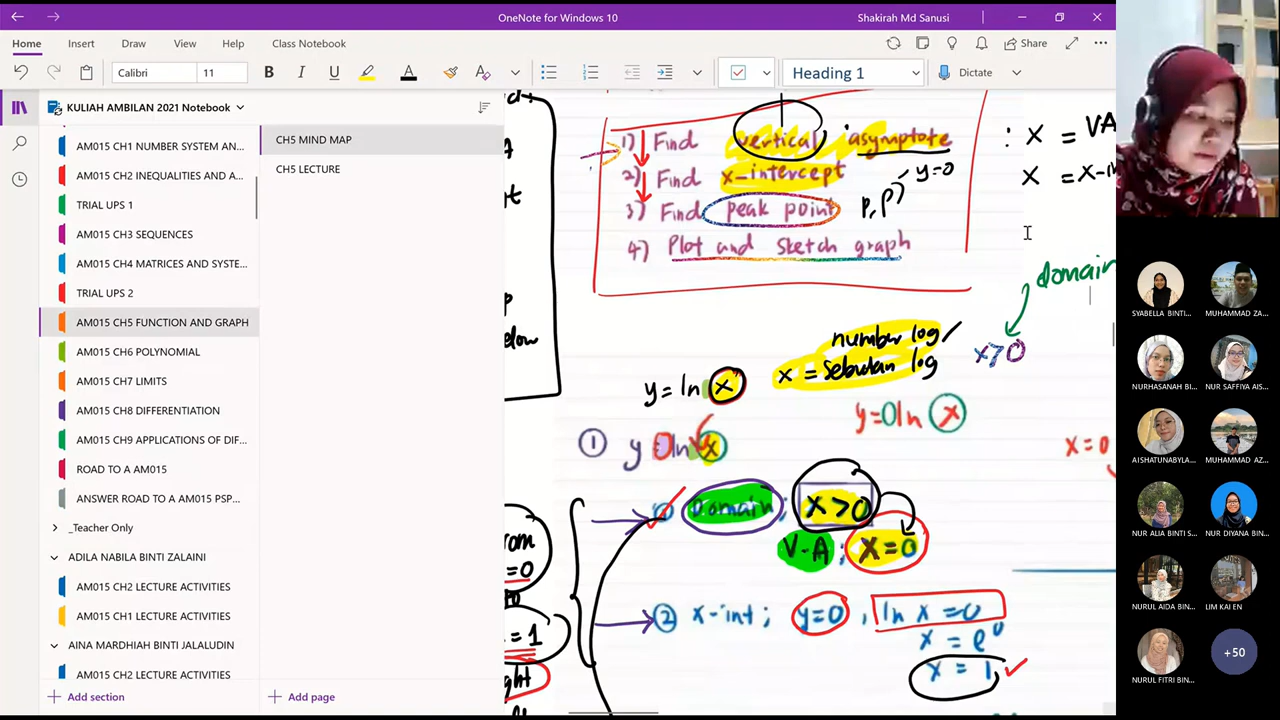 OneNote for Windows 10
Shakirah Md Sanusi
Home Insert Draw View Help Class Notebook
Share
Calibri 11 B I U A Heading 1 Dictate
KULIAH AMBILAN 2021 Notebook
AM015 CH1 NUMBER SYSTEM AN...
AM015 CH2 INEQUALITIES AND A...
TRIAL UPS 1
AM015 CH3 SEQUENCES
AM015 CH4 MATRICES AND SYSTE...
TRIAL UPS 2
AM015 CH5 FUNCTION AND GRAPH
AM015 CH6 POLYNOMIAL
AM015 CH7 LIMITS
AM015 CH8 DIFFERENTIATION
AM015 CH9 APPLICATIONS OF DIF...
ROAD TO A AM015
ANSWER ROAD TO A AM015 PSP...
_Teacher Only
ADILA NABILA BINTI ZALAINI
AM015 CH2 LECTURE ACTIVITIES
AM015 CH1 LECTURE ACTIVITIES
AINA MARDHIAH BINTI JALALUDIN
AM015 CH2 LECTURE ACTIVITIES
Add section
CH5 MIND MAP
CH5 LECTURE
Add page
1) Find vertical asymptote
2) Find x-intercept y=0
3) Find peak point
4) Plot and sketch graph
: x = VA
x = x-in
domain
x>0
number log/
x = sebutan log
y = ln x
y=0ln x
① y = ln x
x=0
① Domain; x>0
V.A; x=0
② x-int; y=0, ln x =0
x = e⁰
x = 1
elow
= 0
= 1
SYABELLA BINTI...
MUHAMMAD ZA...
NURHASANAH BI...
NUR SAFFIYA AIS...
AISHATUNABYLA...
MUHAMMAD AZ...
NUR ALIA BINTI S...
NUR DIYANA BIN...
NURUL AIDA BIN...
LIM KAI EN
NURUL FITRI BIN...
+50